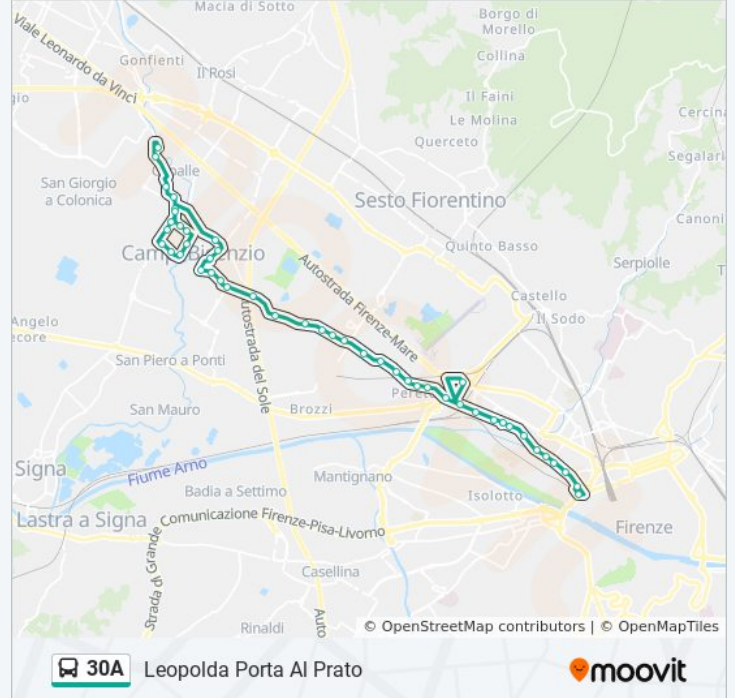 Macia di Sotto
Borgo di
Morello
Viale Leonardo da Vinci
Gonfienti
Il Rosi
Collina
gio
Il Faini
Le Molina
Cercina
Querceto
Segalari
San Giorgio
a Colonica
Sesto Fiorentino
Canoni
Quinto Basso
Serpiolle
Autostrada Firenze-Mare
Castello
Il Sodo
Angelo
ecore
utostrada del Sole
San Piero a Ponti
San Mauro
Brozzi
Signa
Fiume Arno
Mantignano
Badia a Settimo
Isolotto
Lastra a Signa
Comunicazione Firenze-Pisa-Livorno
Firenze
Strada di Grande
Casellina
Rinaldi
Auto
© OpenStreetMap contributors | © OpenMapTiles
30A
Leopolda Porta Al Prato
moovit